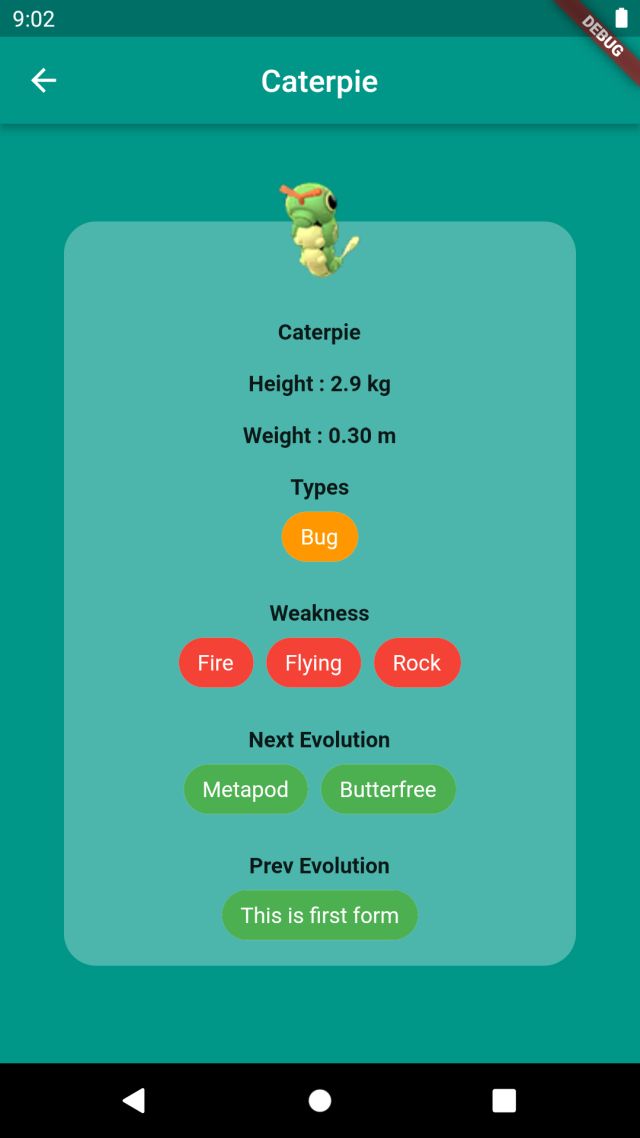 9:02
DEBUG
Caterpie
Caterpie
Height : 2.9 kg
Weight : 0.30 m
Types
Bug
Weakness
Fire Flying Rock
Next Evolution
Metapod Butterfree
Prev Evolution
This is first form